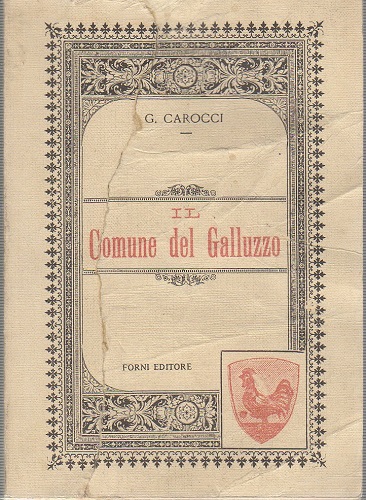 G. CAROCCI
IL
Comune del Galluzzo
FORNI EDITORE